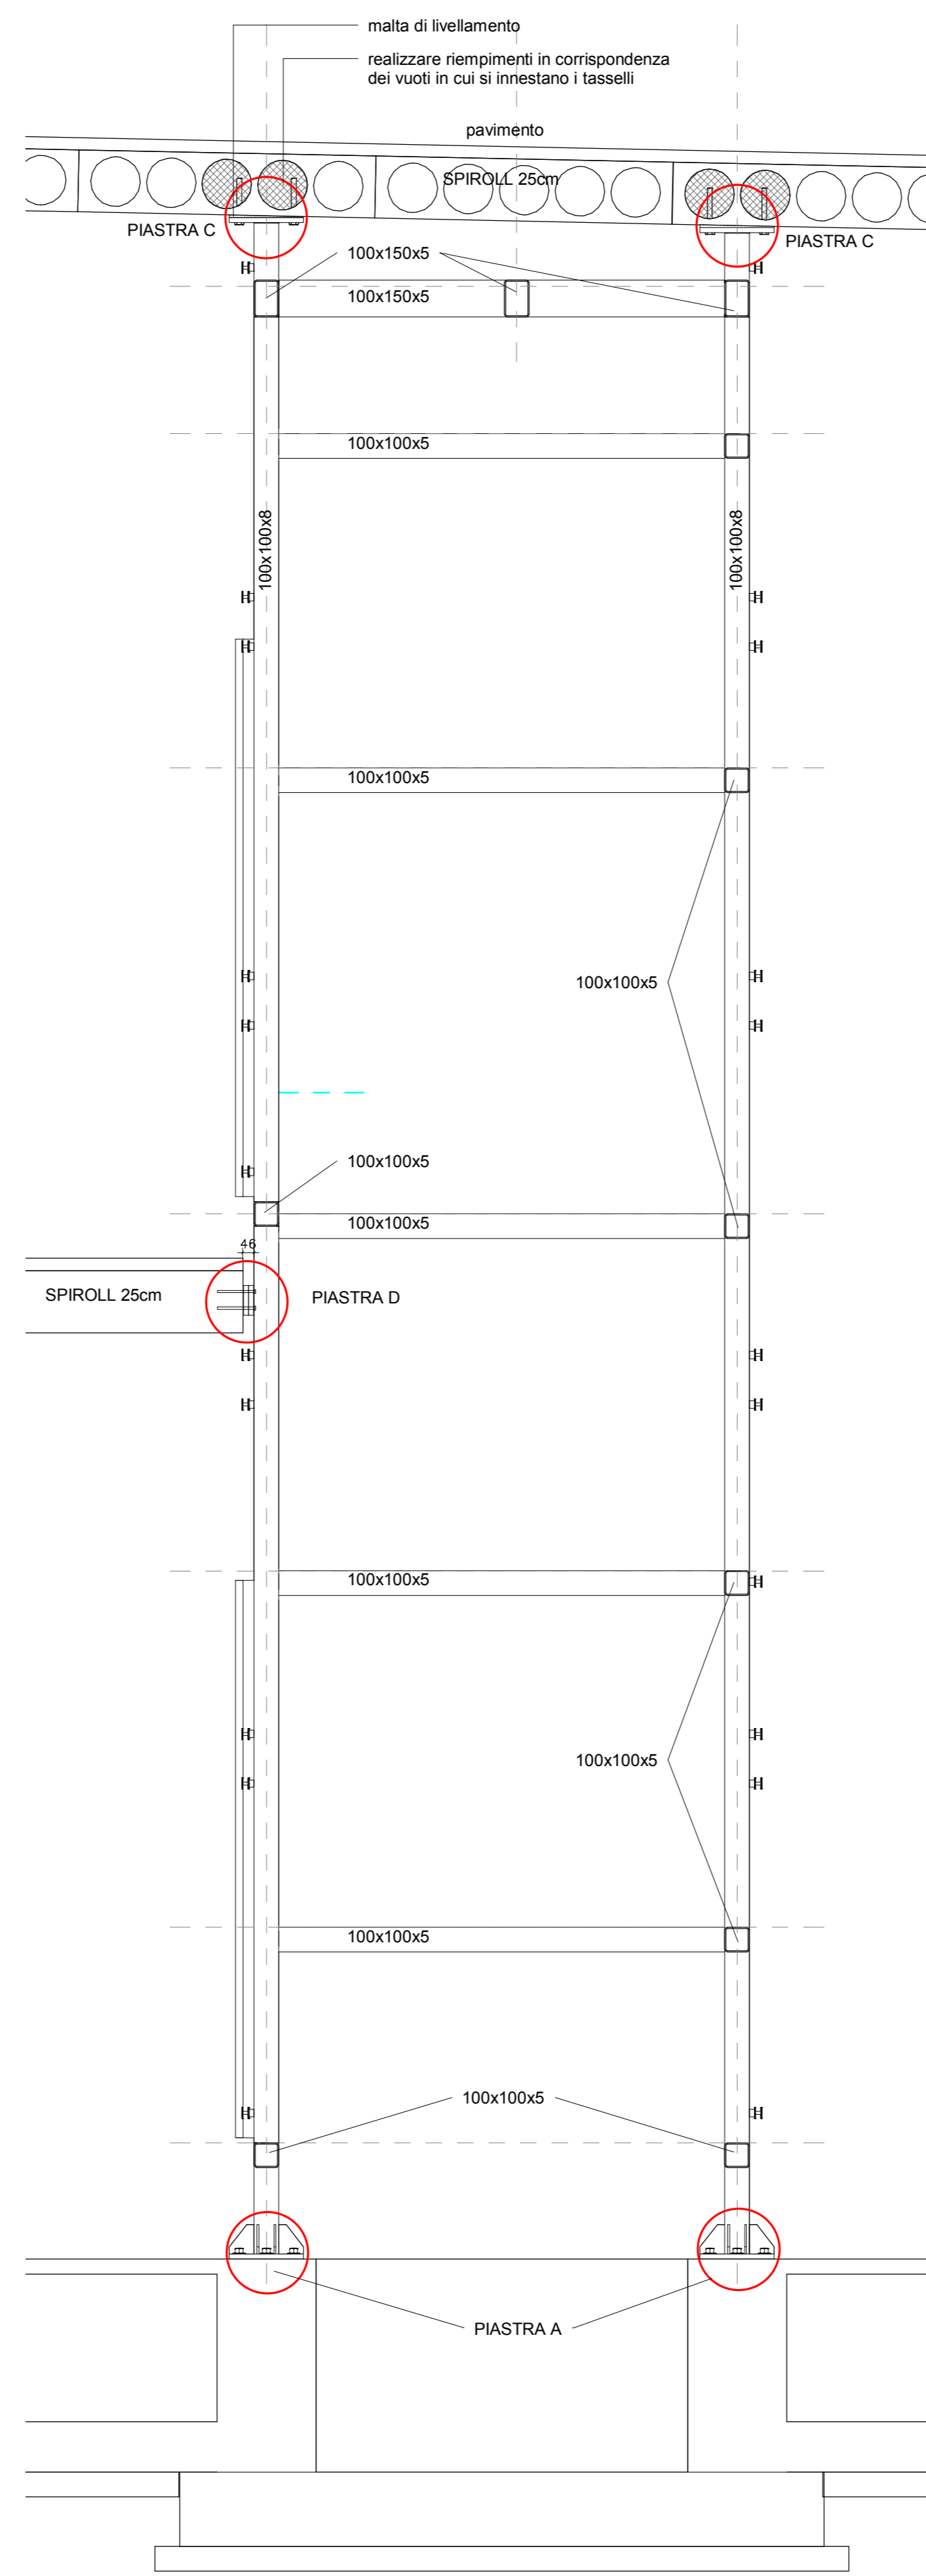 malta di livellamento
realizzare riempimenti in corrispondenza
dei vuoti in cui si innestano i tasselli
pavimento
SPIROLL 25cm
PIASTRA C
PIASTRA C
100x150x5
100x150x5
100x100x5
100x100x8
100x100x8
100x100x5
100x100x5
100x100x5
100x100x5
46
SPIROLL 25cm
PIASTRA D
100x100x5
100x100x5
100x100x5
100x100x5
PIASTRA A